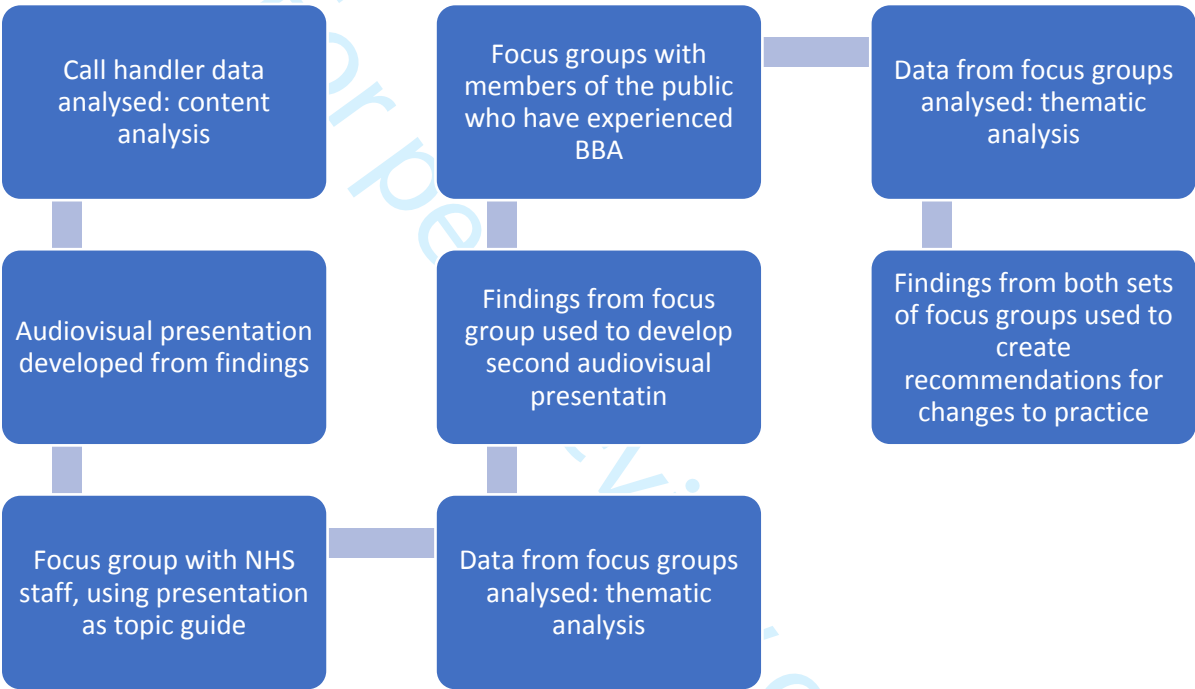 Call handler data
analysed: content
analysis
Audiovisual presentation
developed from findings
Focus group with NHS
staff, using presentation
as topic guide
Data from focus groups
analysed: thematic
analysis
Findings from focus
group used to develop
second audiovisual
presentatin
Focus groups with
members of the public
who have experienced
BBA
Data from focus groups
analysed: thematic
analysis
Findings from both sets
of focus groups used to
create
recommendations for
changes to practice